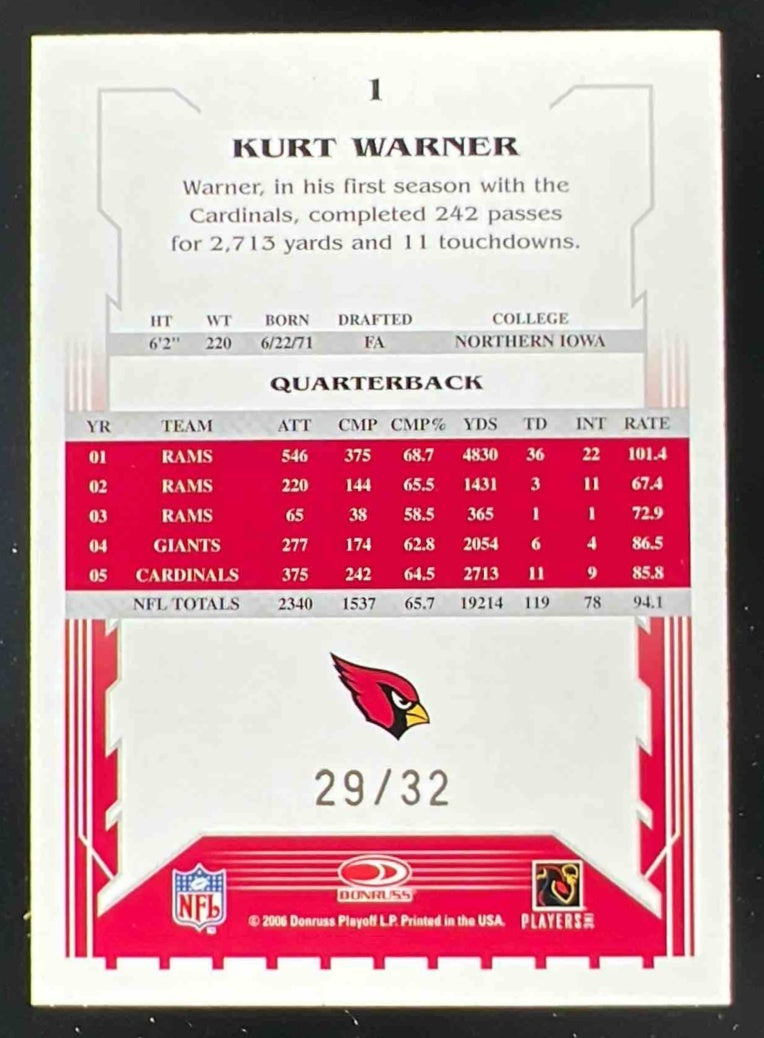 1
KURT WARNER
Warner, in his first season with the
Cardinals, completed 242 passes
for 2,713 yards and 11 touchdowns.
HT WT BORN DRAFTED COLLEGE
6'2" 220 6/22/71 FA NORTHERN IOWA
QUARTERBACK
YR TEAM ATT CMP CMP% YDS TD INT RATE
01 RAMS 546 375 68.7 4830 36 22 101.4
02 RAMS 220 144 65.5 1431 3 11 67.4
03 RAMS 65 38 58.5 365 1 1 72.9
04 GIANTS 277 174 62.8 2054 6 4 86.5
05 CARDINALS 375 242 64.5 2713 11 9 85.8
NFL TOTALS 2340 1537 65.7 19214 119 78 94.1
29/32
NFL
DONRUSS
© 2006 Donruss Playoff L.P. Printed in the USA.
PLAYERS INC